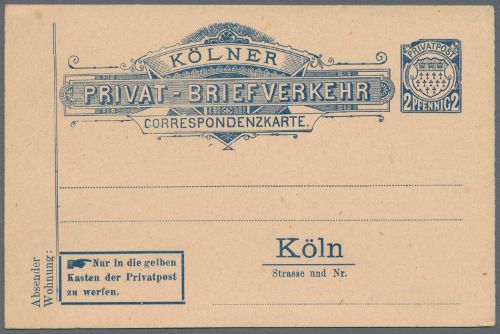 KÖLNER
PRIVAT-BRIEFVERKEHR
CORRESPONDENZKARTE.
PRIVATPOST
2 PFENNIG 2
Köln
Strasse und Nr.
Absender
Wohnung:
Nur in die gelben
Kasten der Privatpost
zu werfen.